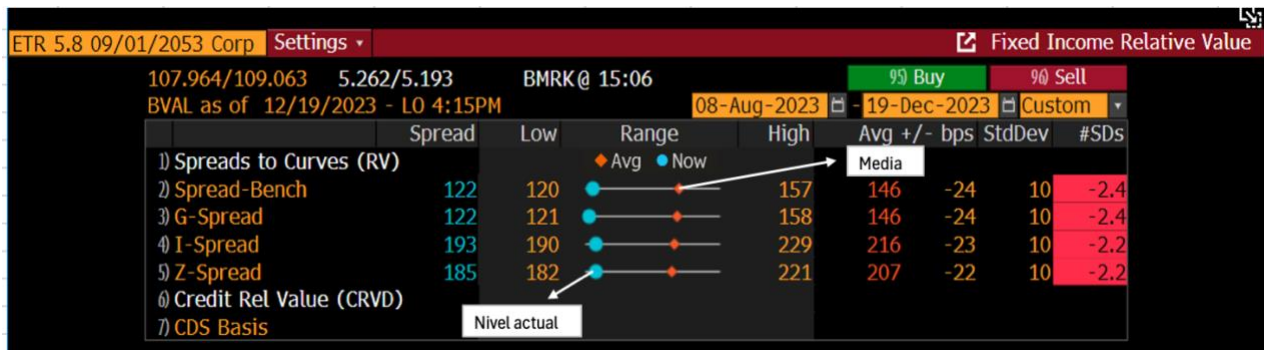 ETR 5.8 09/01/2053 Corp Settings Fixed Income Relative Value
107.964/109.063 5.262/5.193 BMRK@ 15:06 95) Buy 96) Sell
BVAL as of 12/19/2023 - LO 4:15PM 08-Aug-2023 - 19-Dec-2023 Custom
Spread Low Range High Avg +/- bps StdDev #SDs
1) Spreads to Curves (RV) Avg Now Media
2) Spread-Bench 122 120 157 146 -24 10 -2.4
3) G-Spread 122 121 158 146 -24 10 -2.4
4) I-Spread 193 190 229 216 -23 10 -2.2
5) Z-Spread 185 182 221 207 -22 10 -2.2
6) Credit Rel Value (CRVD)
7) CDS Basis Nivel actual